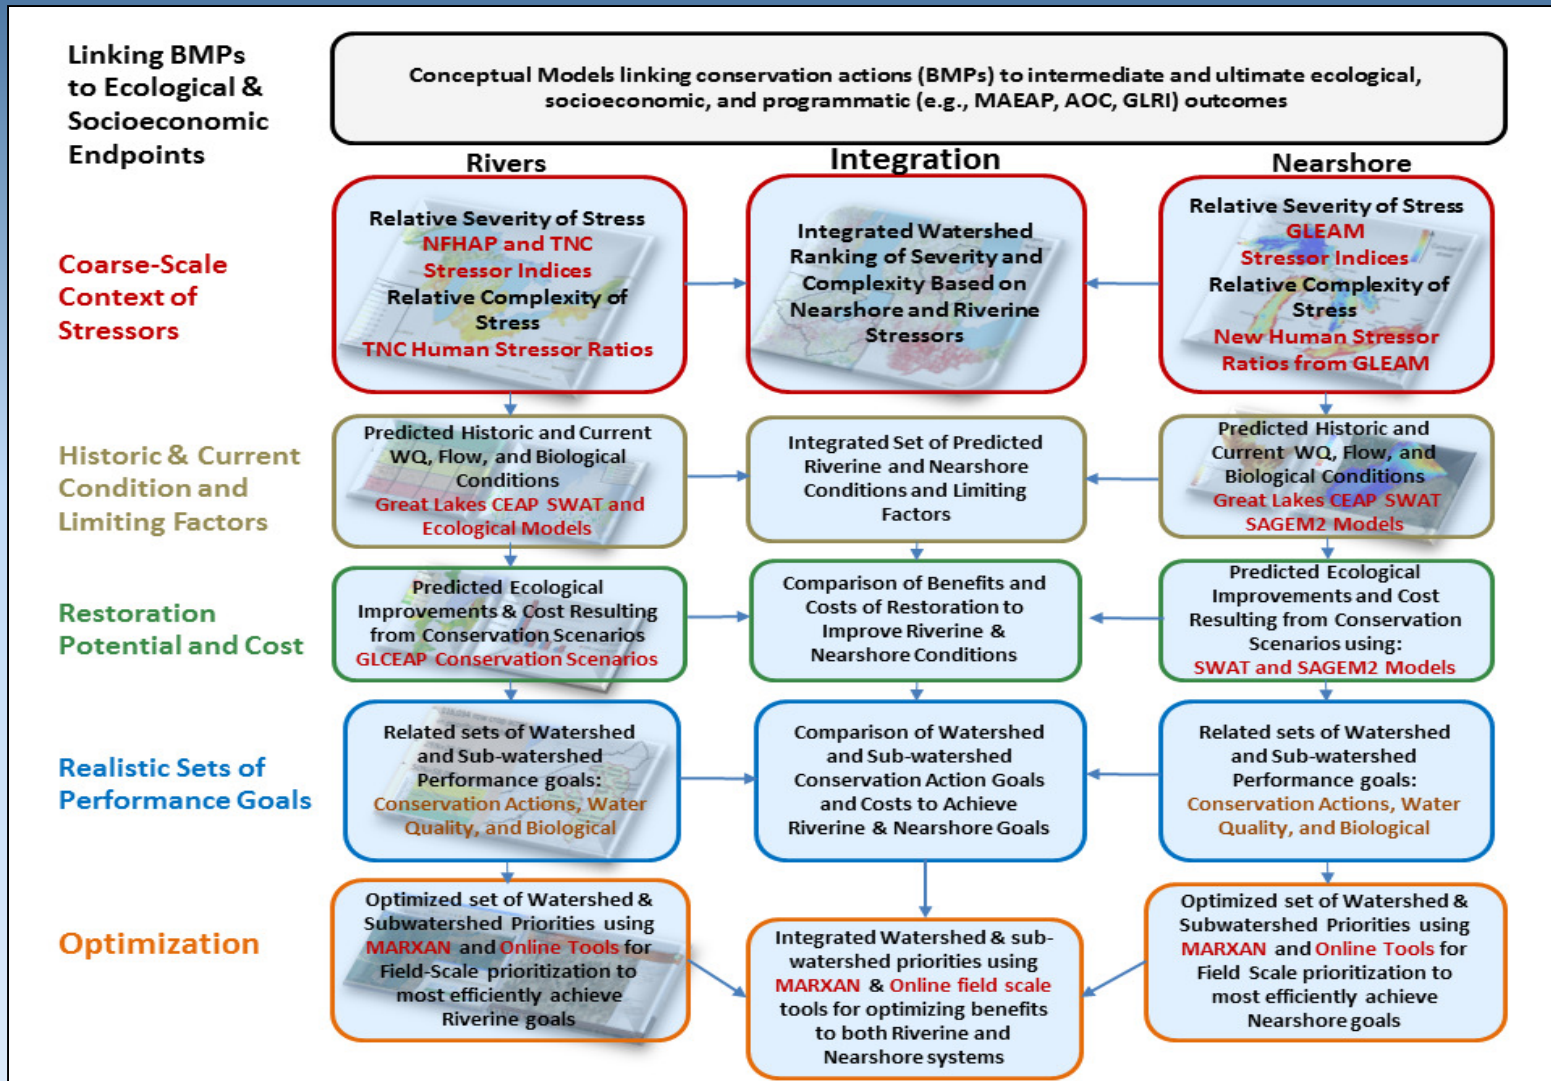 Linking BMPs
to Ecological &
Socioeconomic
Endpoints
Conceptual Models linking conservation actions (BMPs) to intermediate and ultimate ecological,
socioeconomic, and programmatic (e.g., MAEAP, AOC, GLRI) outcomes
Rivers
Integration
Nearshore
Coarse-Scale
Context of
Stressors
Relative Severity of Stress
NFHAP and TNC
Stressor Indices
Relative Complexity of
Stress
TNC Human Stressor Ratios
Integrated Watershed
Ranking of Severity and
Complexity Based on
Nearshore and Riverine
Stressors
Relative Severity of Stress
GLEAM
Stressor Indices
Relative Complexity of
Stress
New Human Stressor
Ratios from GLEAM
Historic & Current
Condition and
Limiting Factors
Predicted Historic and Current
WQ, Flow, and Biological
Conditions
Great Lakes CEAP SWAT and
Ecological Models
Integrated Set of Predicted
Riverine and Nearshore
Conditions and Limiting
Factors
Predicted Historic and
Current WQ, Flow, and
Biological Conditions
Great Lakes CEAP SWAT
SAGEM2 Models
Restoration
Potential and Cost
Predicted Ecological
Improvements & Cost Resulting
from Conservation Scenarios
GLCEAP Conservation Scenarios
Comparison of Benefits and
Costs of Restoration to
Improve Riverine &
Nearshore Conditions
Predicted Ecological
Improvements and Cost
Resulting from Conservation
Scenarios using:
SWAT and SAGEM2 Models
Realistic Sets of
Performance Goals
Related sets of Watershed
and Sub-watershed
Performance goals:
Conservation Actions, Water
Quality, and Biological
Comparison of Watershed
and Sub-watershed
Conservation Action Goals
and Costs to Achieve
Riverine & Nearshore Goals
Related sets of Watershed
and Sub-watershed
Performance goals:
Conservation Actions, Water
Quality, and Biological
Optimization
Optimized set of Watershed &
Subwatershed Priorities using
MARXAN and Online Tools for
Field-Scale prioritization to
most efficiently achieve
Riverine goals
Integrated Watershed & sub-
watershed priorities using
MARXAN & Online field scale
tools for optimizing benefits
to both Riverine and
Nearshore systems
Optimized set of Watershed &
Subwatershed Priorities using
MARXAN and Online Tools for
Field Scale prioritization to
most efficiently achieve
Nearshore goals